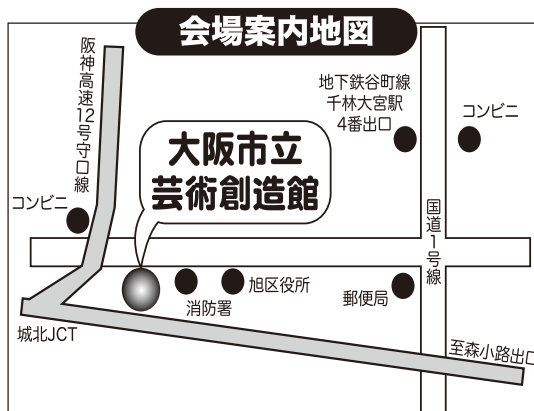 会場案内地図
阪神高速12号守口線
地下鉄谷町線
千林大宮駅
4番出口
コンビニ
大阪市立
芸術創造館
コンビニ
国道1号線
旭区役所
消防署
郵便局
城北JCT
至森小路出口